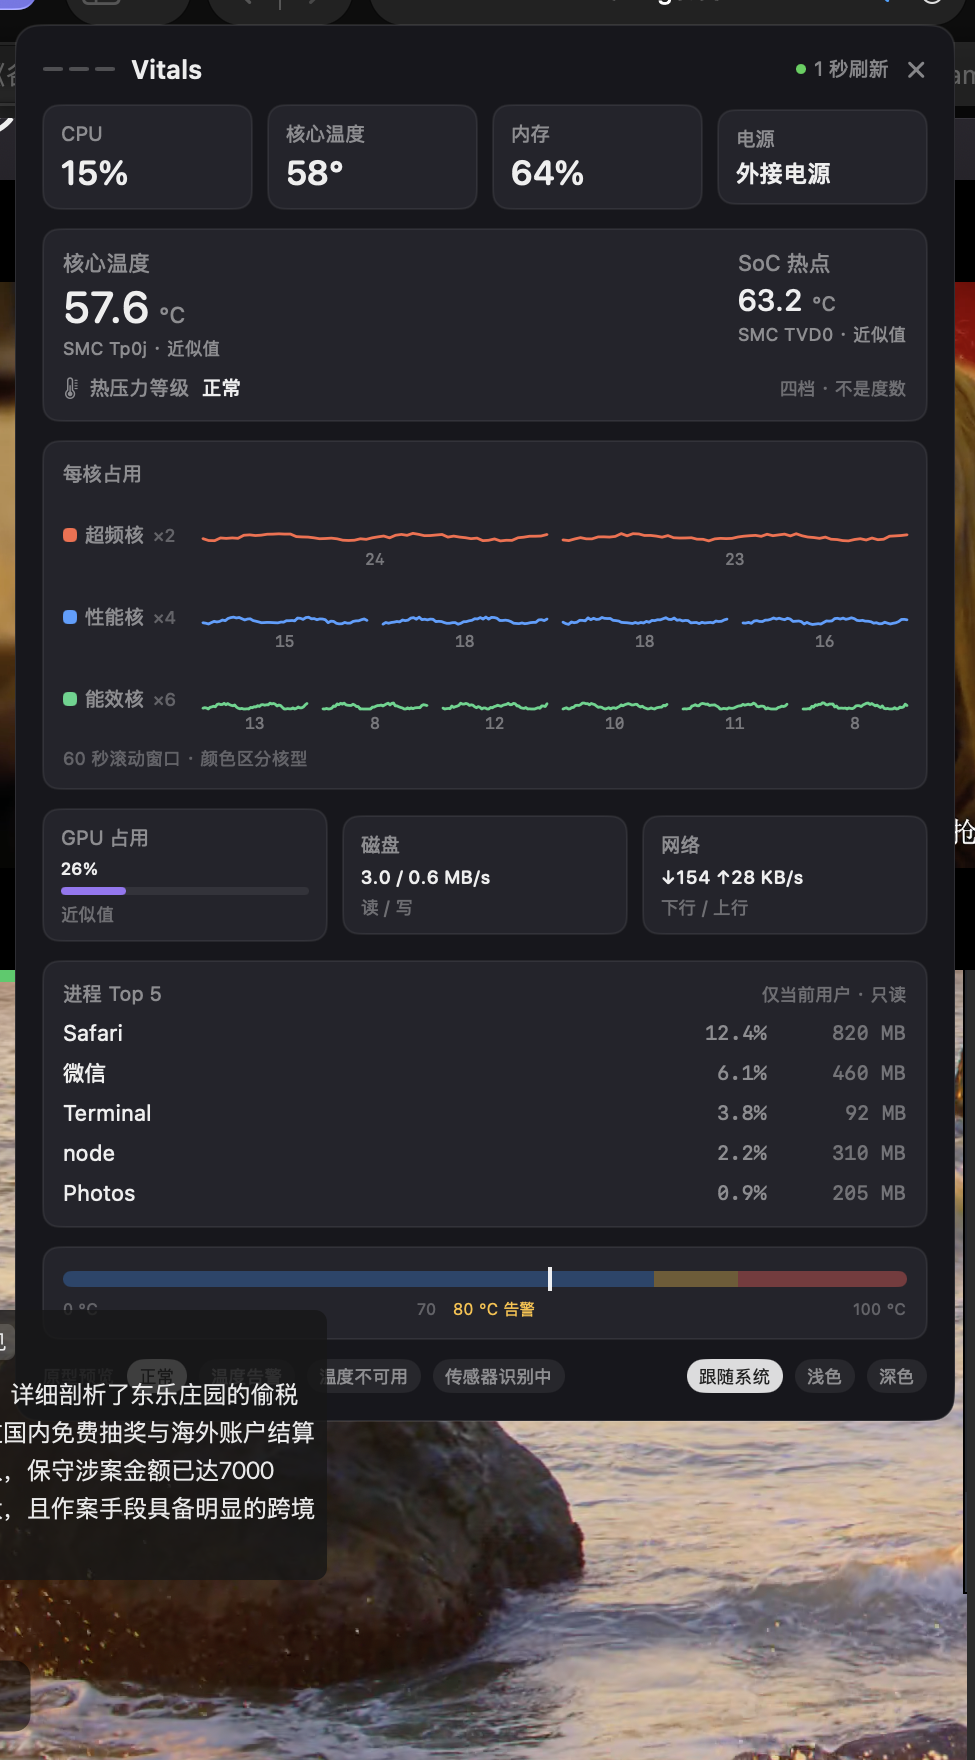 Vitals
1 秒刷新
CPU
15%
核心温度
58°
内存
64%
电源
外接电源
核心温度
57.6 °C
SMC Tp0j · 近似值
SoC 热点
63.2 °C
SMC TVD0 · 近似值
热压力等级 正常
四档 · 不是度数
每核占用
超频核 ×2
24 23
性能核 ×4
15 18 18 16
能效核 ×6
13 8 12 10 11 8
60 秒滚动窗口 · 颜色区分核型
GPU 占用
26%
近似值
磁盘
3.0 / 0.6 MB/s
读 / 写
网络
↓154 ↑28 KB/s
下行 / 上行
进程 Top 5 仅当前用户 · 只读
Safari 12.4% 820 MB
微信 6.1% 460 MB
Terminal 3.8% 92 MB
node 2.2% 310 MB
Photos 0.9% 205 MB
0 °C 70 80 °C 告警 100 °C
原型预览 正常 温度告警 温度不可用 传感器识别中 跟随系统 浅色 深色
详细剖析了东乐庄园的偷税
国内免费抽奖与海外账户结算
，保守涉案金额已达7000
，且作案手段具备明显的跨境
抢